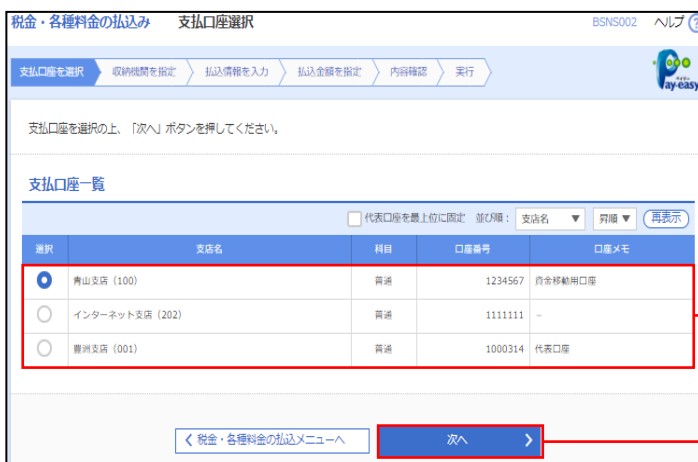 税金・各種料金の払込み 支払口座選択 BSNS002 ヘルプ ?
支払口座を選択 収納機関を指定 払込情報を入力 払込金額を指定 内容確認 実行
ペイジー
Pay-easy
支払口座を選択の上、「次へ」ボタンを押してください。
支払口座一覧
代表口座を最上位に固定 並び順： 支店名 ▼ 昇順 ▼ 再表示
選択 支店名 科目 口座番号 口座メモ
青山支店（100） 普通 1234567 資金移動用口座
インターネット支店（202） 普通 1111111 －
豊洲支店（001） 普通 1000314 代表口座
く 税金・各種料金の払込メニューへ 次へ ＞